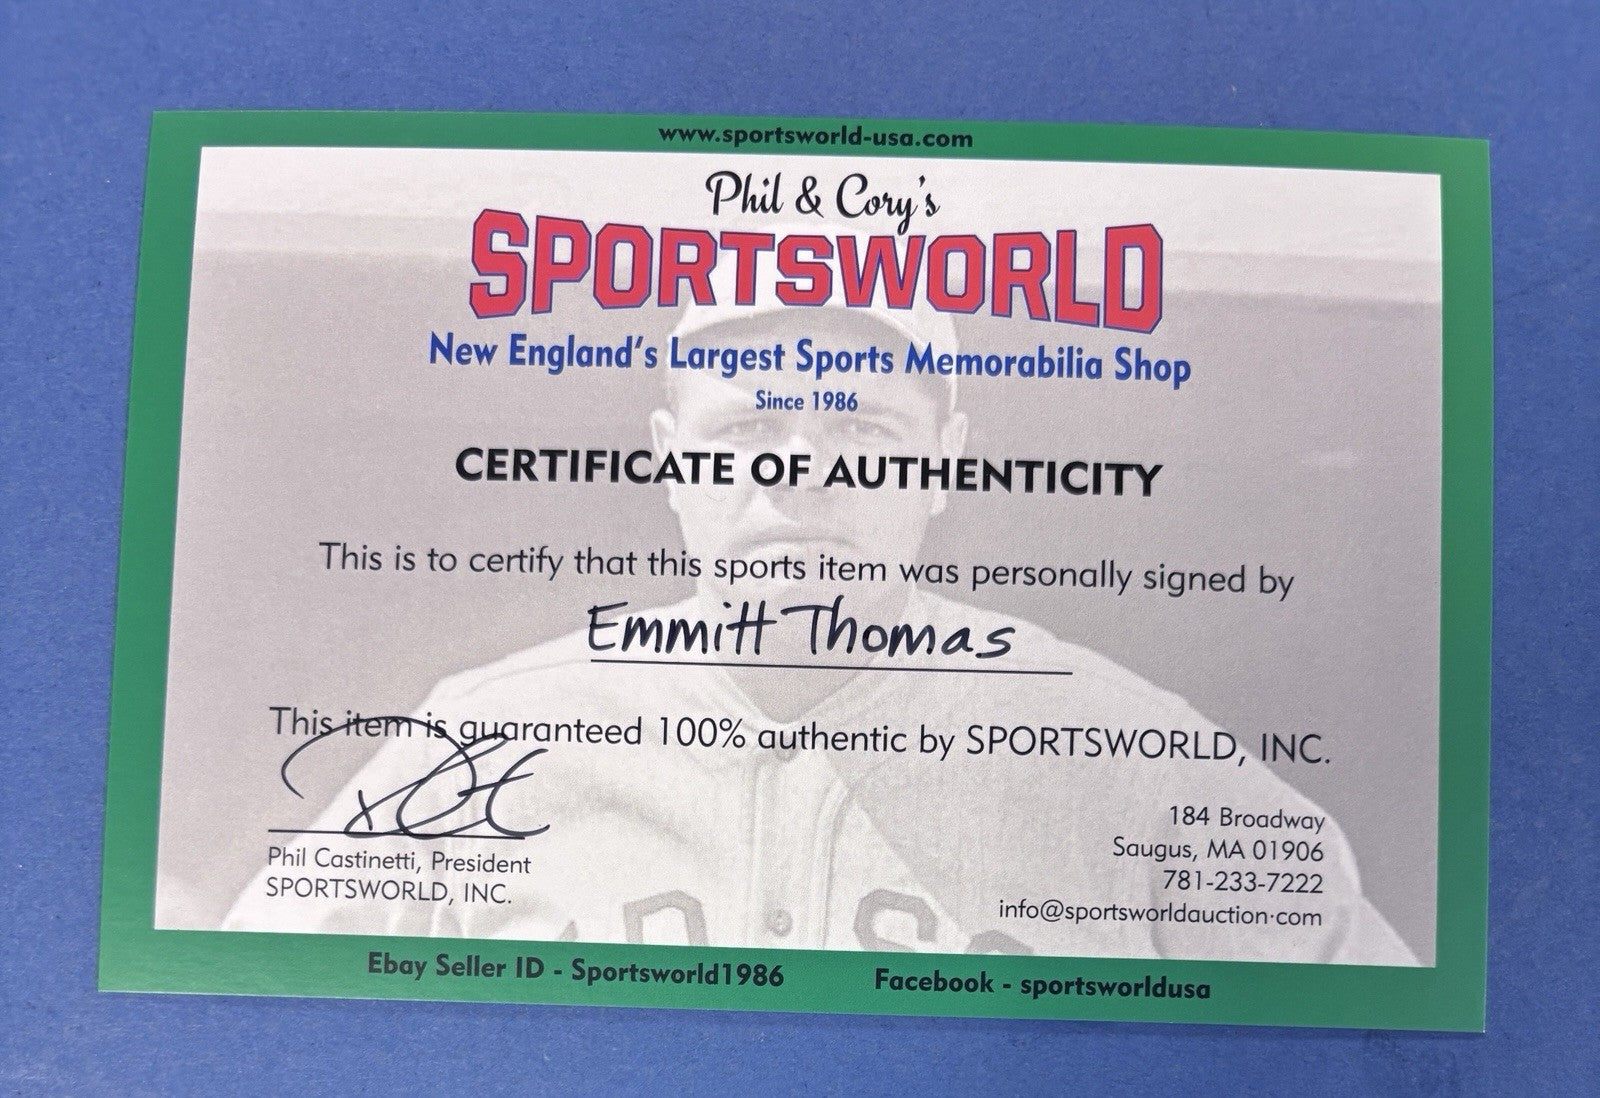 www.sportsworld-usa.com
Phil & Cory's
SPORTSWORLD
New England's Largest Sports Memorabilia Shop
Since 1986
CERTIFICATE OF AUTHENTICITY
This is to certify that this sports item was personally signed by
Emmitt Thomas
This item is guaranteed 100% authentic by SPORTSWORLD, INC.
Phil Castinetti, President
SPORTSWORLD, INC.
184 Broadway
Saugus, MA 01906
781-233-7222
info@sportsworldauction·com
Ebay Seller ID - Sportsworld1986
Facebook - sportsworldusa